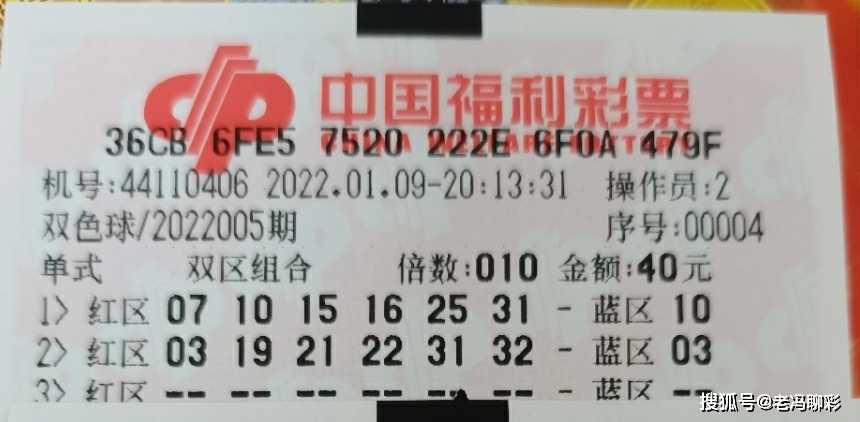 中国福利彩票
36CB 6FE5 7520 222E 6F0A 479F
机号:44110406 2022.01.09-20:13:31 操作员:2
双色球/2022005期 序号:00004
单式 双区组合 倍数:010 金额:40元
1> 红区 07 10 15 16 25 31 - 蓝区 10
2> 红区 03 19 21 22 31 32 - 蓝区 03
3> 红区 -- -- -- -- -- -- - 蓝区 --
搜狐号@老冯聊彩